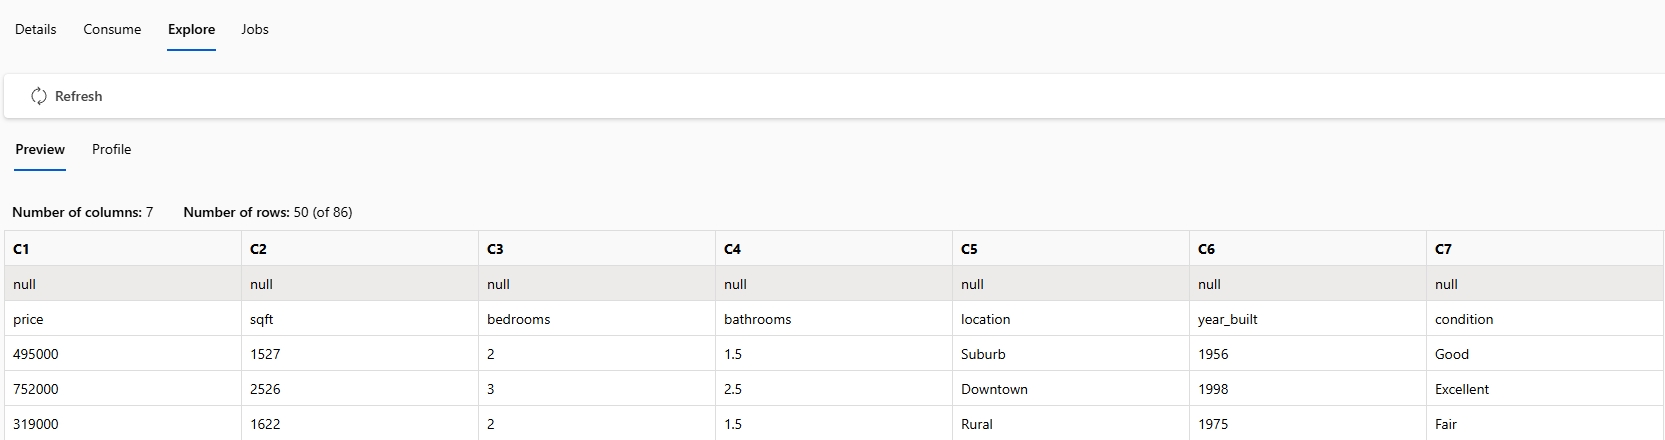 Details Consume Explore Jobs
Refresh
Preview Profile
Number of columns: 7 Number of rows: 50 (of 86)
C1 C2 C3 C4 C5 C6 C7
null null null null null null null
price sqft bedrooms bathrooms location year_built condition
495000 1527 2 1.5 Suburb 1956 Good
752000 2526 3 2.5 Downtown 1998 Excellent
319000 1622 2 1.5 Rural 1975 Fair